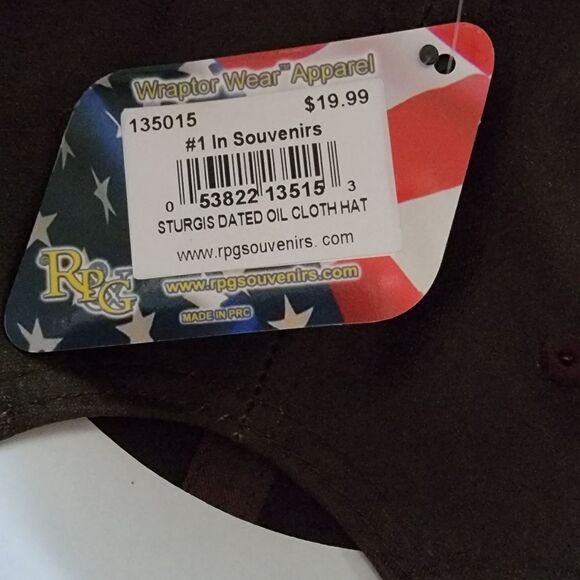 Wraptor Wear™ Apparel
135015 $19.99
#1 In Souvenirs
0 53822 13515 3
STURGIS DATED OIL CLOTH HAT
www.rpgsouvenirs. com
RPG
www.rpgsouvenirs.com
MADE IN PRC